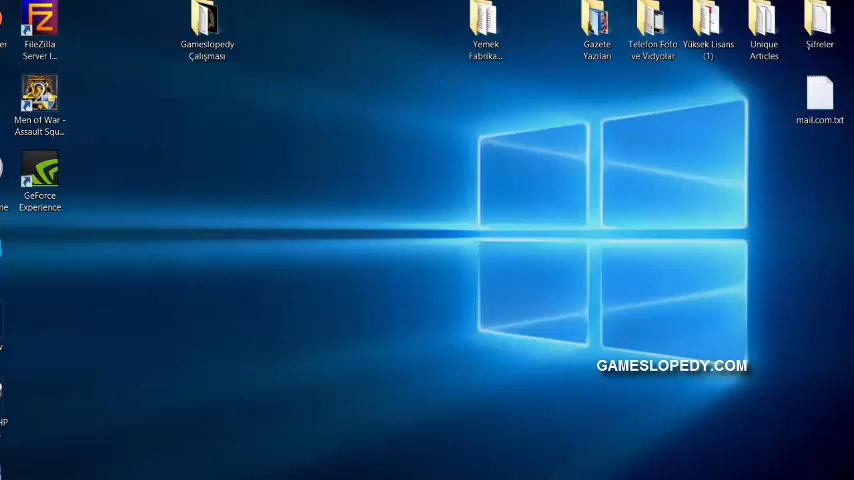 FileZilla
Server I...
Gameslopedy
Çalışması
Yemek
Fabrika...
Gazete
Yazıları
Telefon Foto
ve Vidyolar
Yüksek Lisans
(1)
Unique
Articles
Şifreler
Men of War -
Assault Squ...
mail.com.txt
GeForce
Experience
GAMESLOPEDY.COM